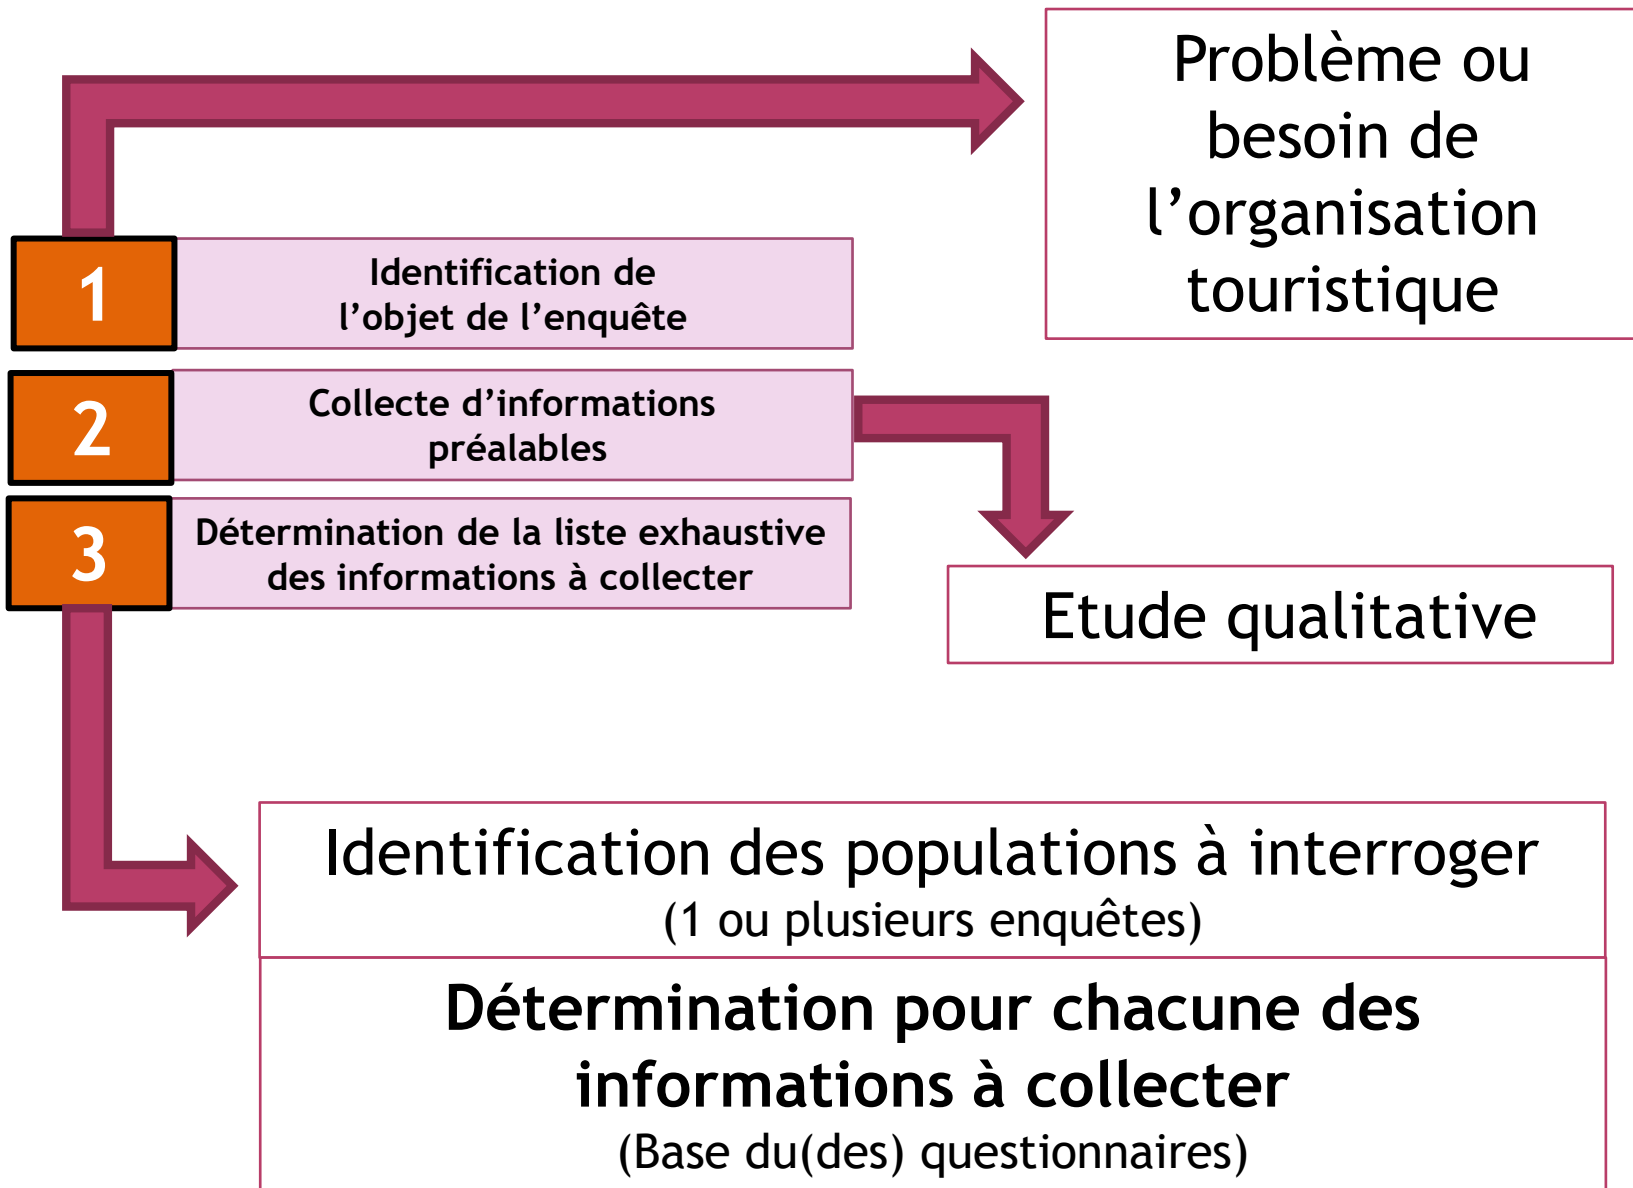 Problème ou
besoin de
l’organisation
touristique
1
Identification de
l’objet de l’enquête
2
Collecte d’informations
préalables
3
Détermination de la liste exhaustive
des informations à collecter
Etude qualitative
Identification des populations à interroger
(1 ou plusieurs enquêtes)
Détermination pour chacune des
informations à collecter
(Base du(des) questionnaires)